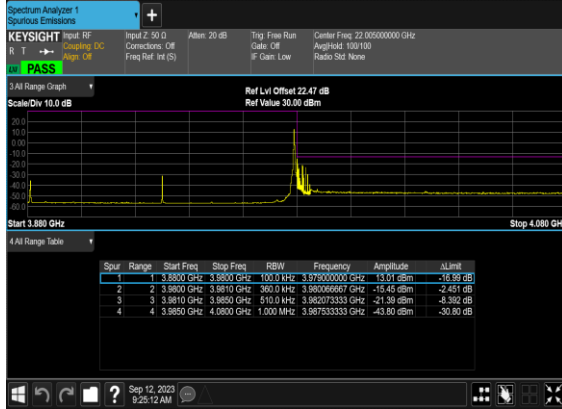 Spectrum Analyzer 1
Spurious Emissions
+
KEYSIGHT Input: RF Input Z: 50 Ω Atten: 20 dB Trig: Free Run Center Freq: 22.005000000 GHz
R T Coupling: DC Corrections: Off Gate: Off Avg|Hold: 100/100
Align: Off Freq Ref: Int (S) IF Gain: Low Radio Std: None
PASS
3 All Range Graph
Ref Lvl Offset 22.47 dB
Scale/Div 10.0 dB Ref Value 30.00 dBm
20.0
10.0
0.00
-10.0
-20.0
-30.0
-40.0
-50.0
-60.0
Start 3.880 GHz Stop 4.080 GH
4 All Range Table
Spur Range Start Freq Stop Freq RBW Frequency Amplitude ΔLimit
1 1 3.8800 GHz 3.9800 GHz 100.0 kHz 3.979000000 GHz 13.01 dBm -16.99 dB
2 2 3.9800 GHz 3.9810 GHz 360.0 kHz 3.980066667 GHz -15.45 dBm -2.451 dB
3 3 3.9810 GHz 3.9850 GHz 510.0 kHz 3.982073333 GHz -21.39 dBm -8.392 dB
4 4 3.9850 GHz 4.0800 GHz 1.000 MHz 3.987533333 GHz -43.80 dBm -30.80 dB
?
Sep 12, 2023
9:25:12 AM